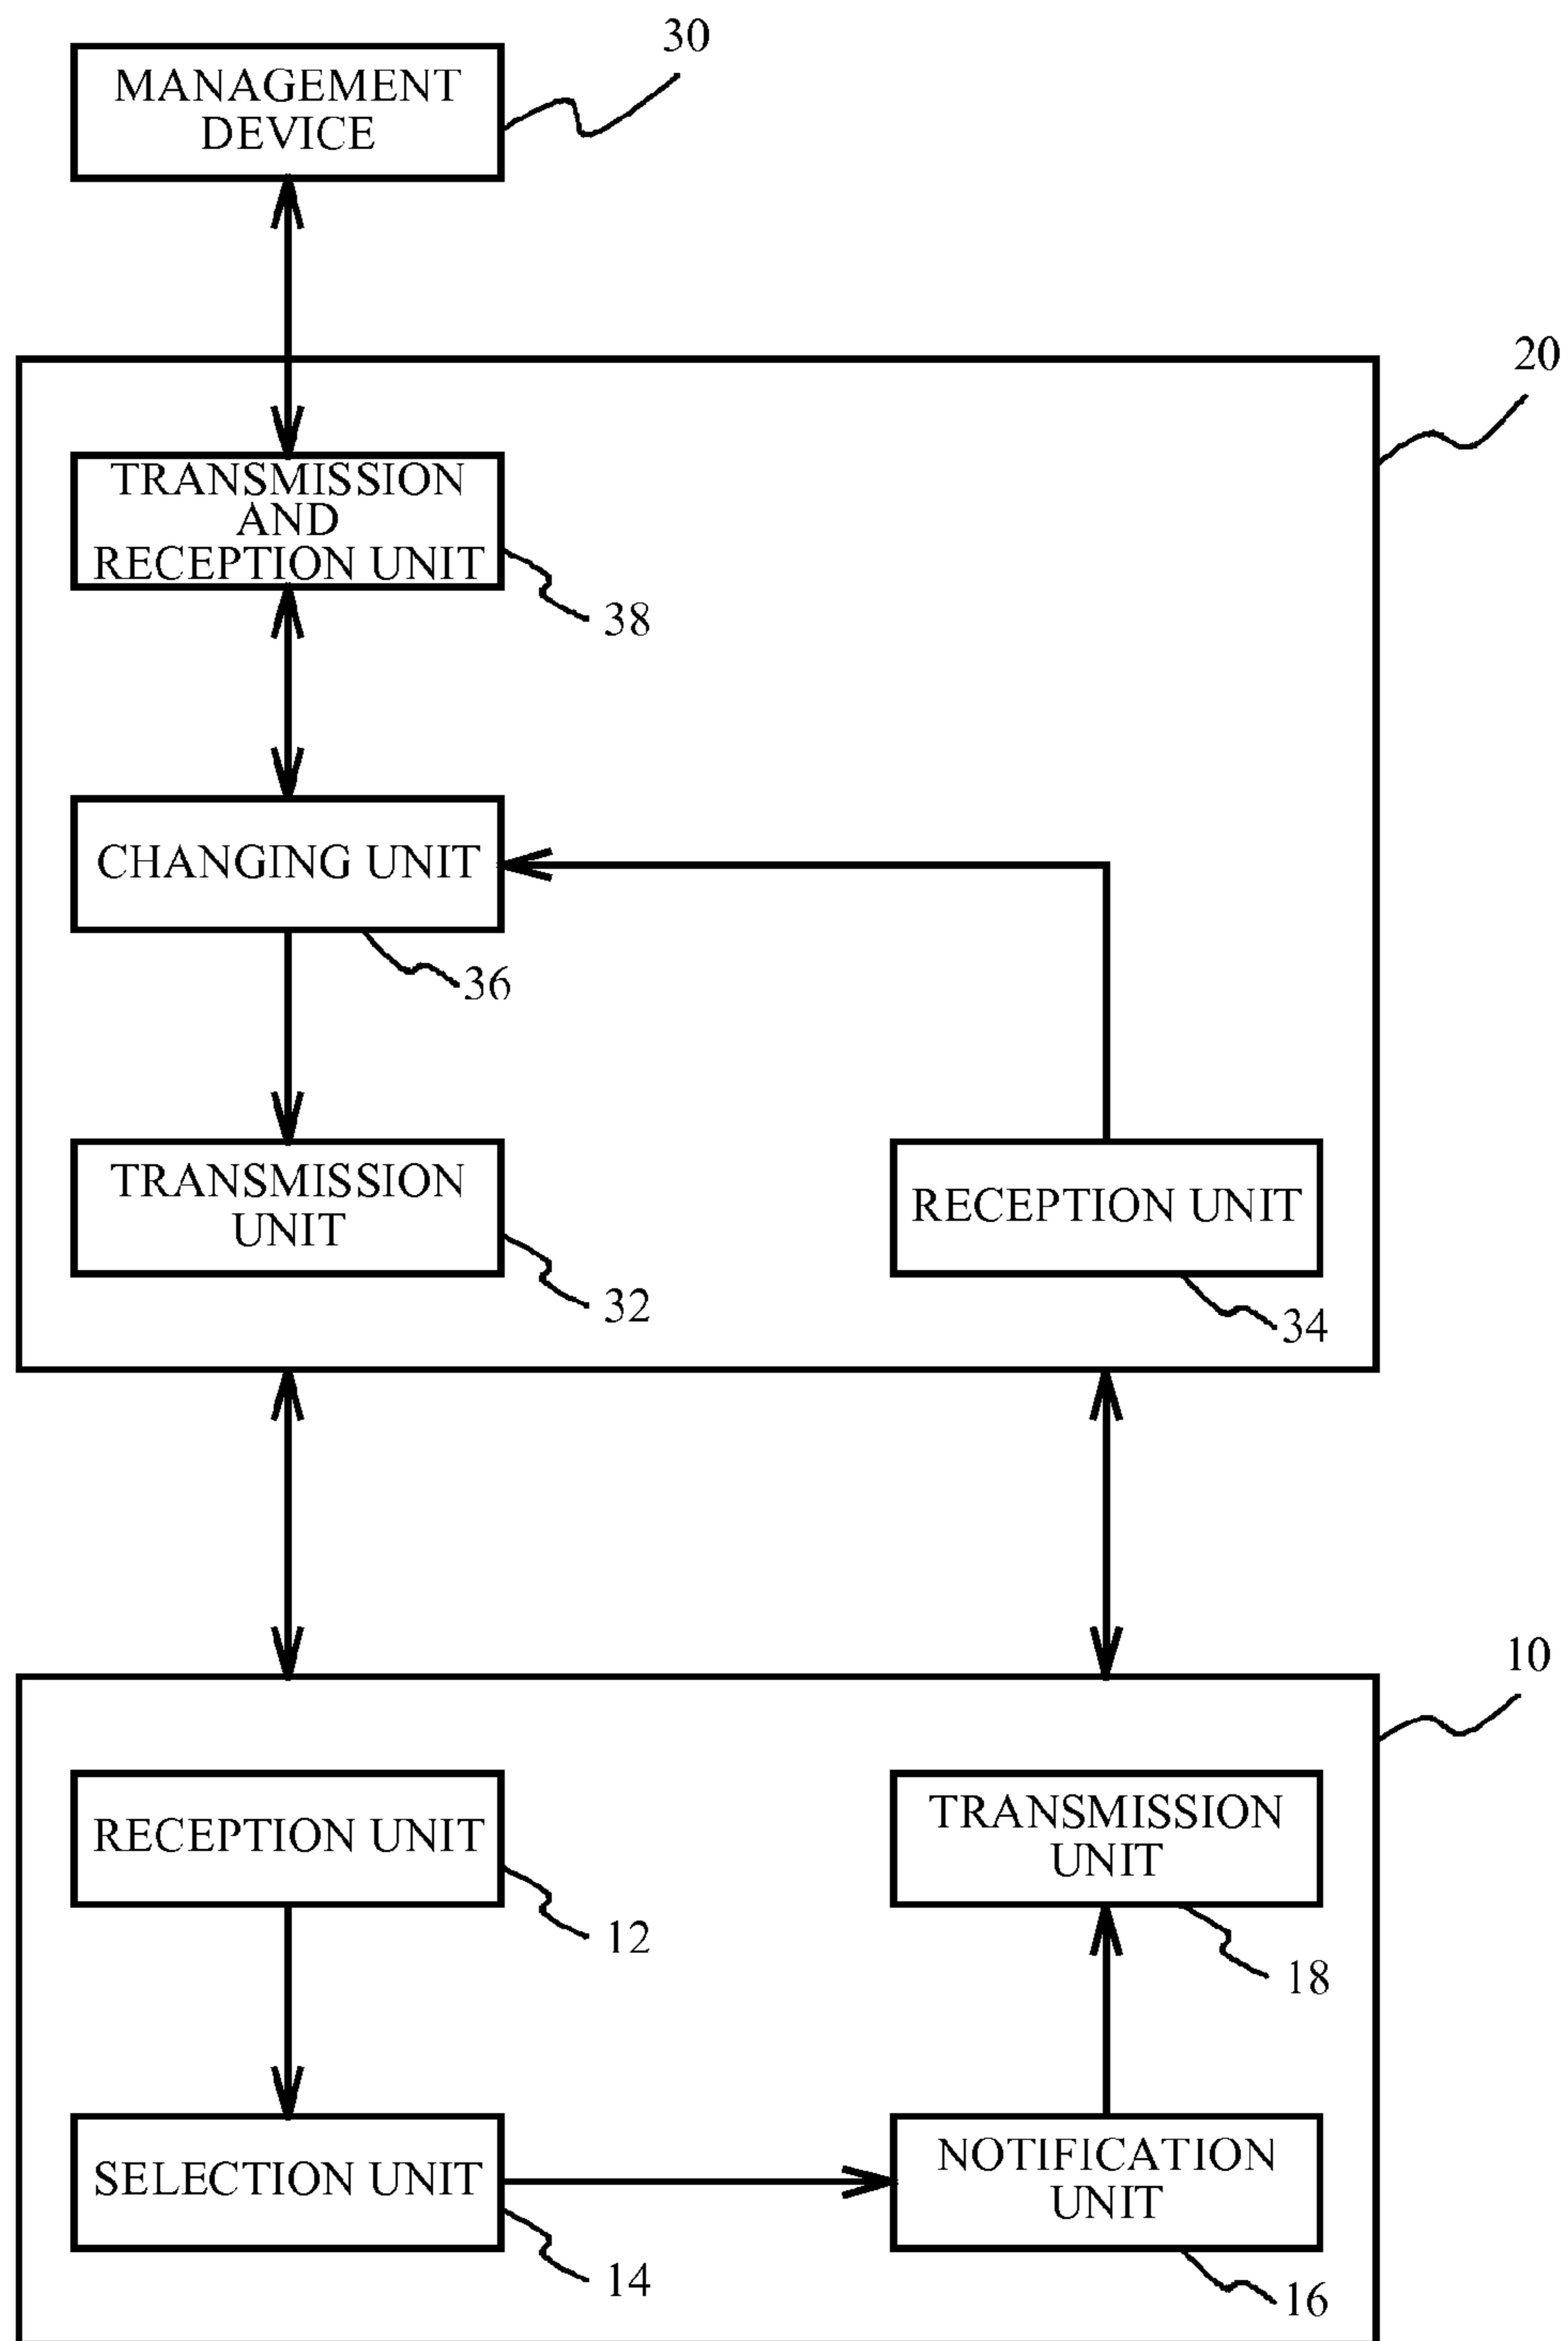 30
MANAGEMENT
DEVICE
20
TRANSMISSION
AND
RECEPTION UNIT
38
CHANGING UNIT
36
TRANSMISSION
UNIT
32
RECEPTION UNIT
34
10
RECEPTION UNIT
12
TRANSMISSION
UNIT
18
SELECTION UNIT
14
NOTIFICATION
UNIT
16